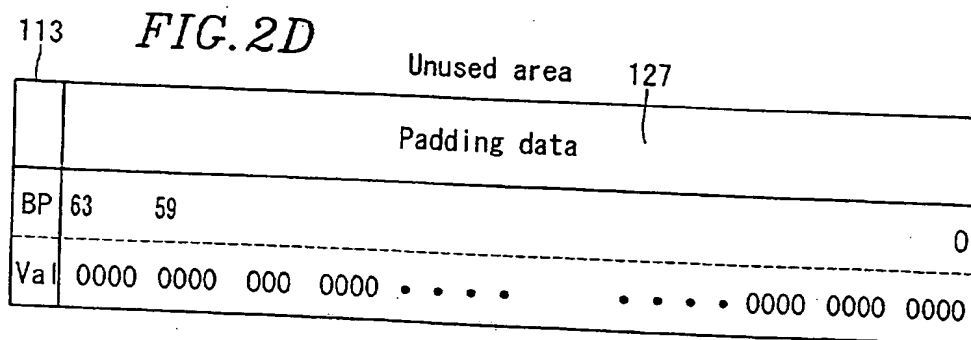 113 FIG.2D
Unused area 127
Padding data
BP 63 59 0
Val 0000 0000 000 0000 • • • • • • • • 0000 0000 0000